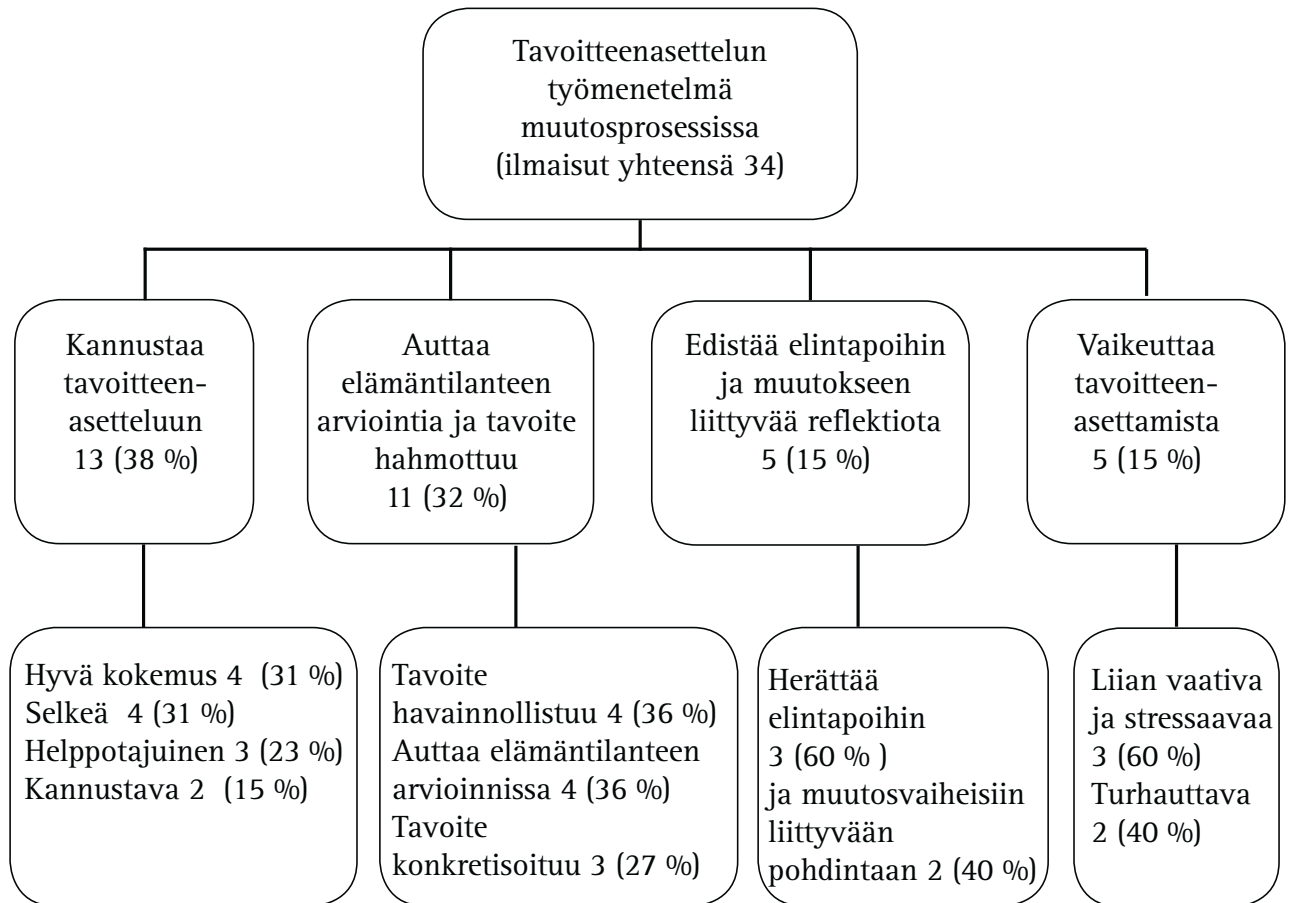 Tavoitteenasettelun
työmenetelmä
muutosprosessissa
(ilmaisut yhteensä 34)
Kannustaa
tavoitteen-
asetteluun
13 (38 %)
Auttaa
elämäntilanteen
arviointia ja tavoite
hahmottuu
11 (32 %)
Edistää elintapoihin
ja muutokseen
liittyvää reflektiota
5 (15 %)
Vaikeuttaa
tavoitteen-
asettamista
5 (15 %)
Hyvä kokemus 4 (31 %)
Selkeä 4 (31 %)
Helppotajuinen 3 (23 %)
Kannustava 2 (15 %)
Tavoite
havainnollistuu 4 (36 %)
Auttaa elämäntilanteen
arvioinnissa 4 (36 %)
Tavoite
konkretisoituu 3 (27 %)
Herättää
elintapoihin
3 (60 % )
ja muutosvaiheisiin
liittyvään
pohdintaan 2 (40 %)
Liian vaativa
ja stressaavaa
3 (60 %)
Turhauttava
2 (40 %)